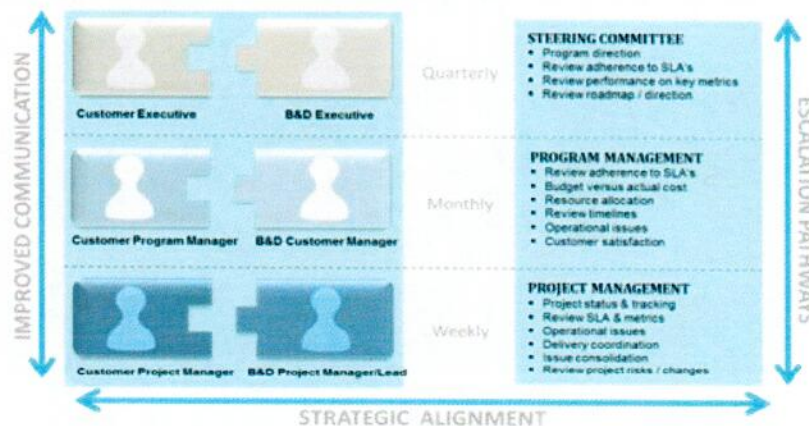 IMPROVED COMMUNICATION
Customer Executive
B&D Executive
Quarterly
STEERING COMMITTEE
• Program direction
• Review adherence to SLA's
• Review performance on key metrics
• Review roadmap / direction
Customer Program Manager
B&D Customer Manager
Monthly
PROGRAM MANAGEMENT
• Review adherence to SLA's
• Budget versus actual cost
• Resource allocation
• Review timelines
• Operational issues
• Customer satisfaction
Customer Project Manager
B&D Project Manager/Lead
Weekly
PROJECT MANAGEMENT
• Project status & tracking
• Review SLA & metrics
• Operational issues
• Delivery coordination
• Issue consolidation
• Review project risks / changes
ESCALATION PATHWAYS
STRATEGIC ALIGNMENT